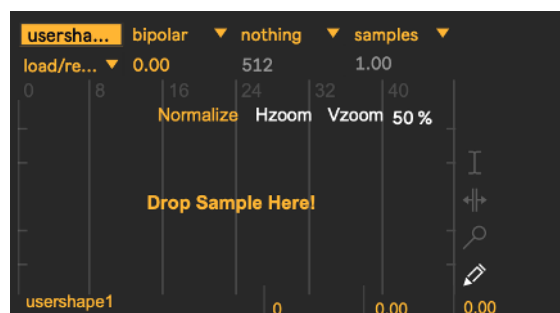 usersha... bipolar nothing samples
load/re... 0.00 512 1.00
0 8 16 24 32 40
Normalize Hzoom Vzoom 50 %
Drop Sample Here!
usershape1 0 0.00 0.00